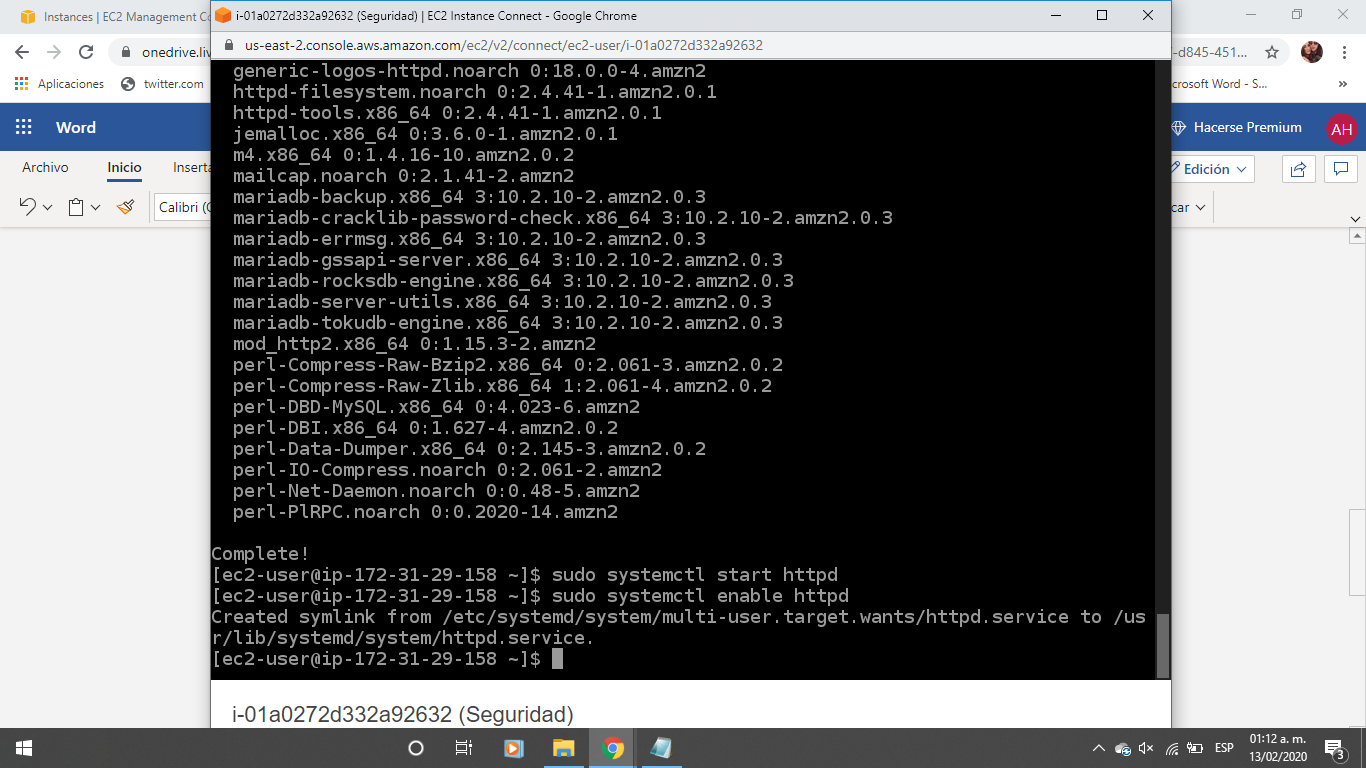 Instances | EC2 Management Co
i-01a0272d332a92632 (Seguridad) | EC2 Instance Connect - Google Chrome
onedrive.liv
us-east-2.console.aws.amazon.com/ec2/v2/connect/ec2-user/i-01a0272d332a92632
-d845-451...
Aplicaciones
twitter.com
crosoft Word - S...
Word
Hacerse Premium
AH
Archivo
Inicio
Inserta
Edición
Calibri (C
car
generic-logos-httpd.noarch 0:18.0.0-4.amzn2
httpd-filesystem.noarch 0:2.4.41-1.amzn2.0.1
httpd-tools.x86_64 0:2.4.41-1.amzn2.0.1
jemalloc.x86_64 0:3.6.0-1.amzn2.0.1
m4.x86_64 0:1.4.16-10.amzn2.0.2
mailcap.noarch 0:2.1.41-2.amzn2
mariadb-backup.x86_64 3:10.2.10-2.amzn2.0.3
mariadb-cracklib-password-check.x86_64 3:10.2.10-2.amzn2.0.3
mariadb-errmsg.x86_64 3:10.2.10-2.amzn2.0.3
mariadb-gssapi-server.x86_64 3:10.2.10-2.amzn2.0.3
mariadb-rocksdb-engine.x86_64 3:10.2.10-2.amzn2.0.3
mariadb-server-utils.x86_64 3:10.2.10-2.amzn2.0.3
mariadb-tokudb-engine.x86_64 3:10.2.10-2.amzn2.0.3
mod_http2.x86_64 0:1.15.3-2.amzn2
perl-Compress-Raw-Bzip2.x86_64 0:2.061-3.amzn2.0.2
perl-Compress-Raw-Zlib.x86_64 1:2.061-4.amzn2.0.2
perl-DBD-MySQL.x86_64 0:4.023-6.amzn2
perl-DBI.x86_64 0:1.627-4.amzn2.0.2
perl-Data-Dumper.x86_64 0:2.145-3.amzn2.0.2
perl-IO-Compress.noarch 0:2.061-2.amzn2
perl-Net-Daemon.noarch 0:0.48-5.amzn2
perl-PlRPC.noarch 0:0.2020-14.amzn2
Complete!
[ec2-user@ip-172-31-29-158 ~]$ sudo systemctl start httpd
[ec2-user@ip-172-31-29-158 ~]$ sudo systemctl enable httpd
Created symlink from /etc/systemd/system/multi-user.target.wants/httpd.service to /us
r/lib/systemd/system/httpd.service.
[ec2-user@ip-172-31-29-158 ~]$
i-01a0272d332a92632 (Seguridad)
ESP
01:12 a. m.
13/02/2020
3